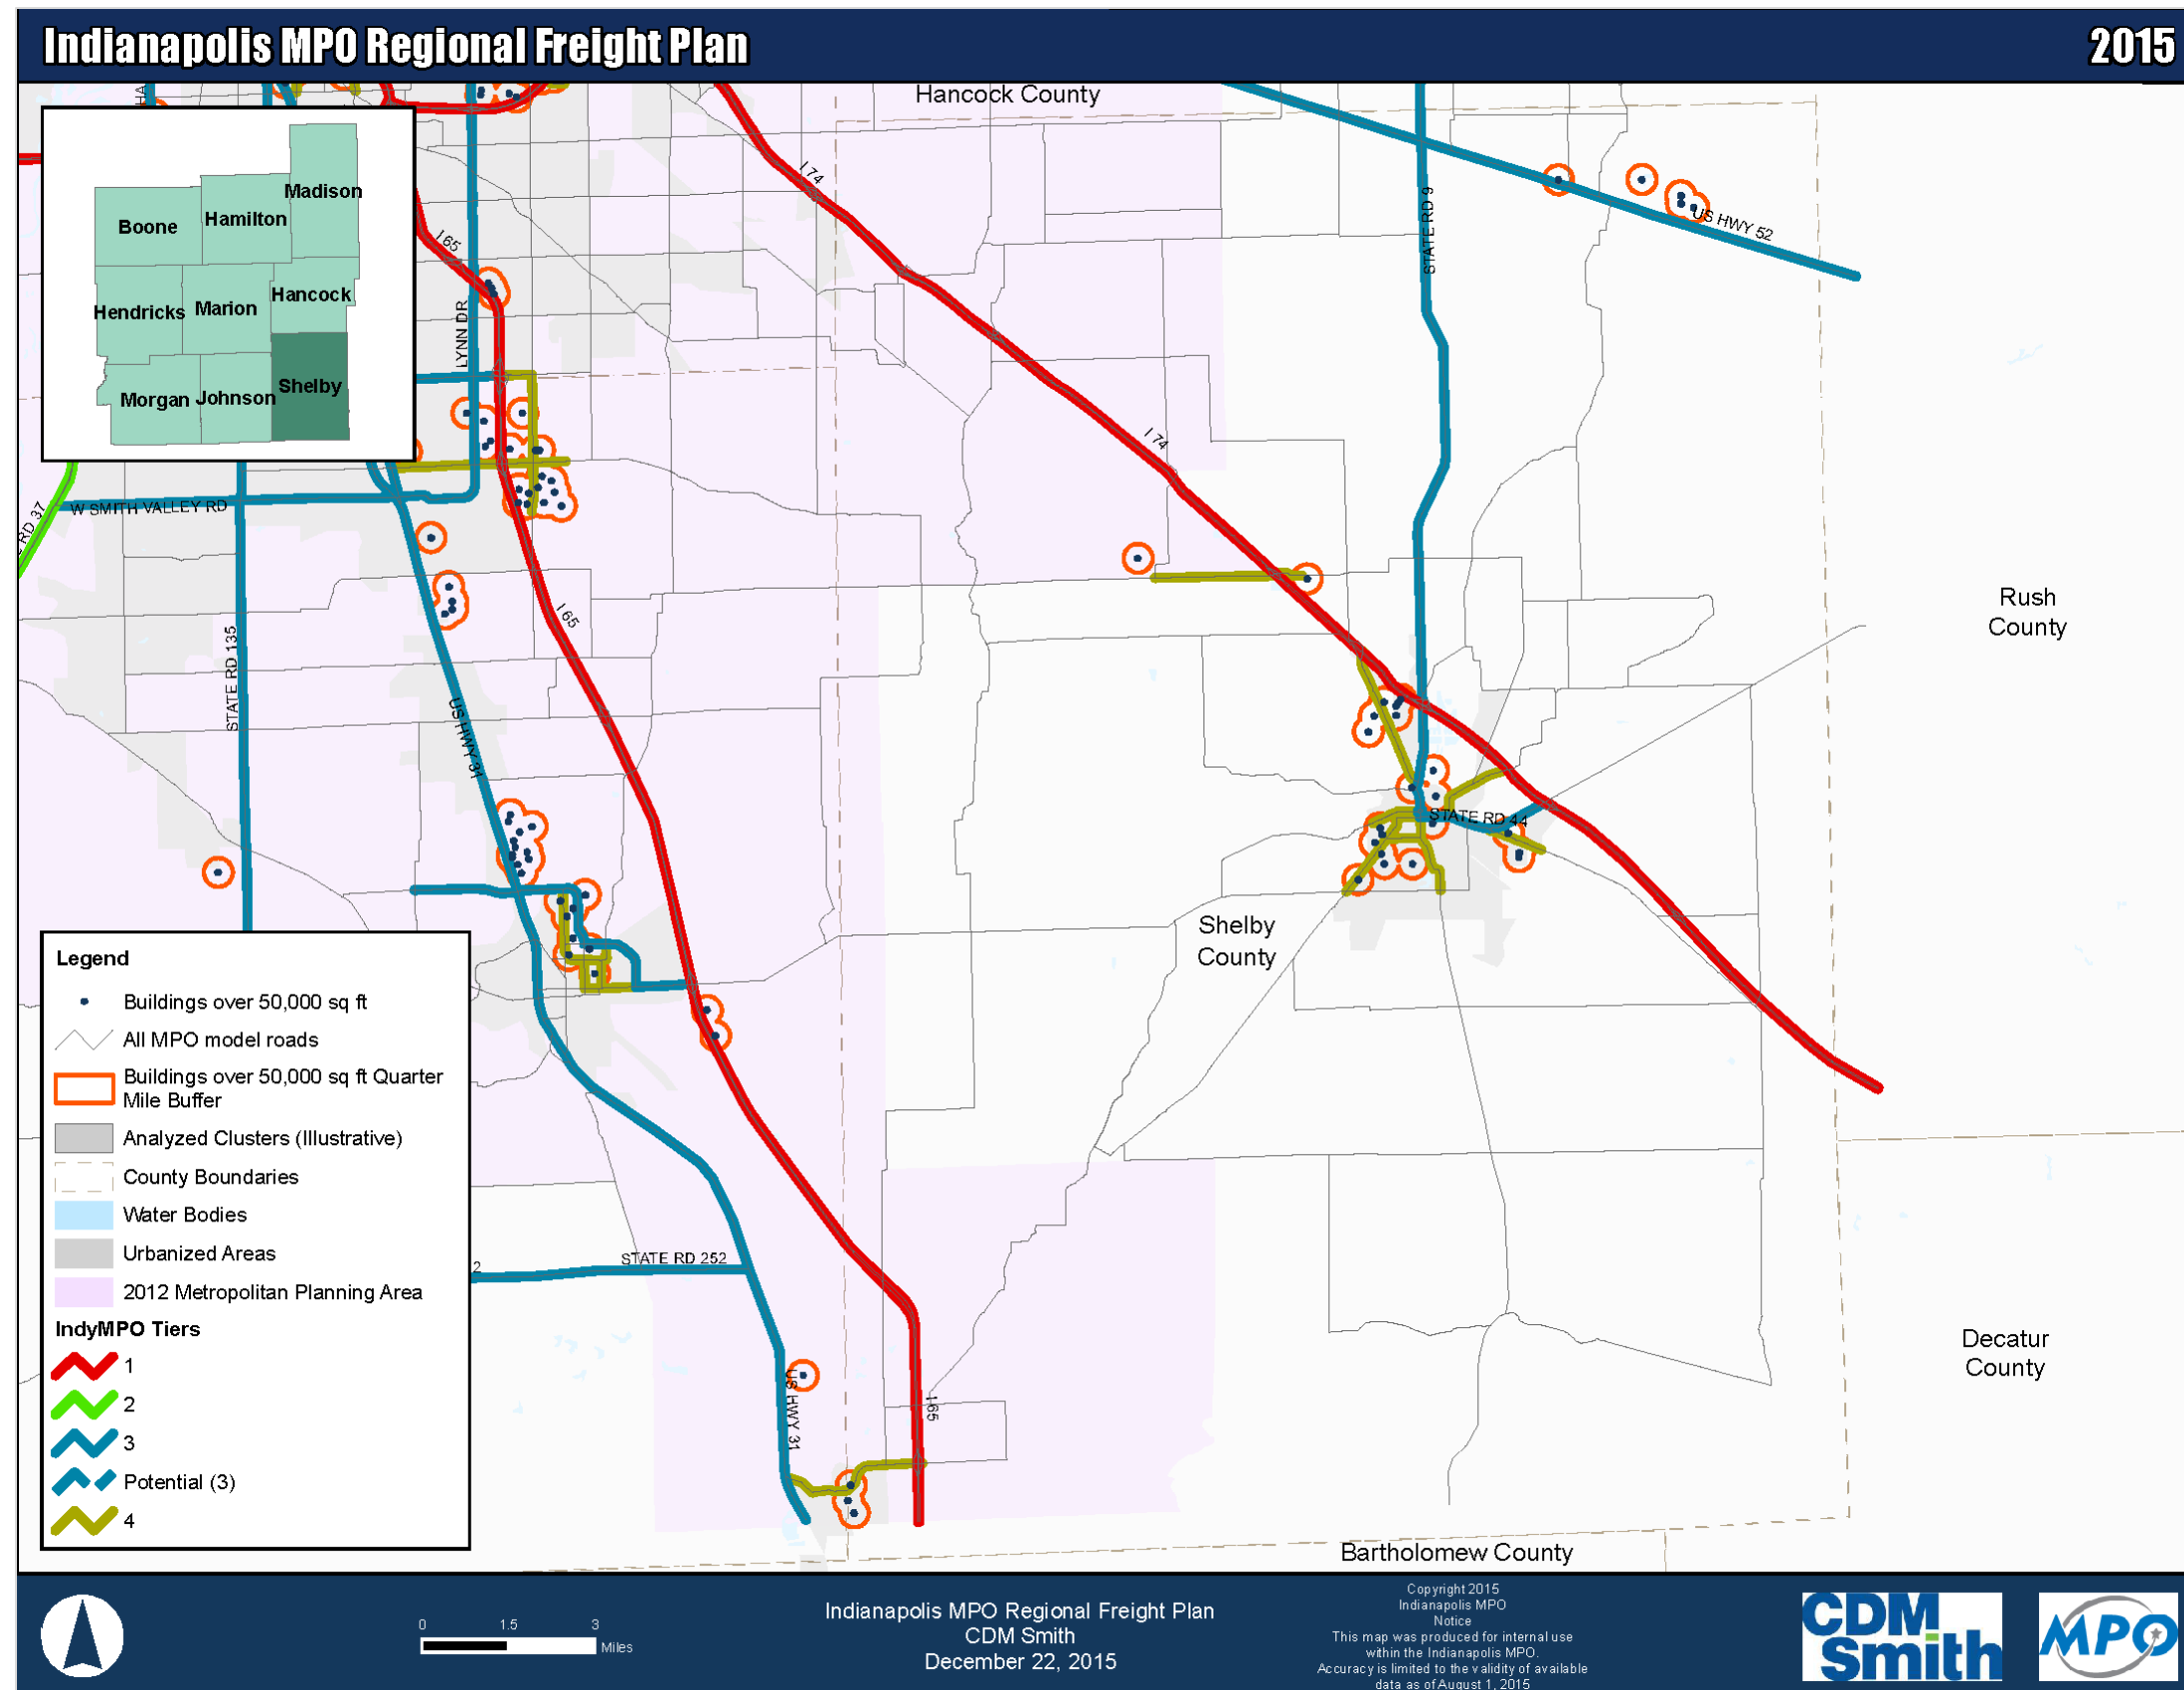 Indianapolis MPO Regional Freight Plan
2015
Hancock County
Madison
Boone
Hamilton
Hendricks
Marion
Hancock
Morgan
Johnson
Shelby
I 74
I 65
LYNN DR
STATE RD 9
US HWY 52
I 74
W SMITH VALLEY RD
RD 37
I 65
STATE RD 135
US HWY 31
Rush
County
STATE RD 44
Shelby
County
STATE RD 252
2
US HWY 31
I 65
Decatur
County
Bartholomew County
Legend
Buildings over 50,000 sq ft
All MPO model roads
Buildings over 50,000 sq ft Quarter
Mile Buffer
Analyzed Clusters (Illustrative)
County Boundaries
Water Bodies
Urbanized Areas
2012 Metropolitan Planning Area
IndyMPO Tiers
1
2
3
Potential (3)
4
0 1.5 3
Miles
Indianapolis MPO Regional Freight Plan
CDM Smith
December 22, 2015
Copyright 2015
Indianapolis MPO
Notice
This map was produced for internal use
within the Indianapolis MPO.
Accuracy is limited to the validity of available
data as of August 1, 2015
CDM
Smith
MPO